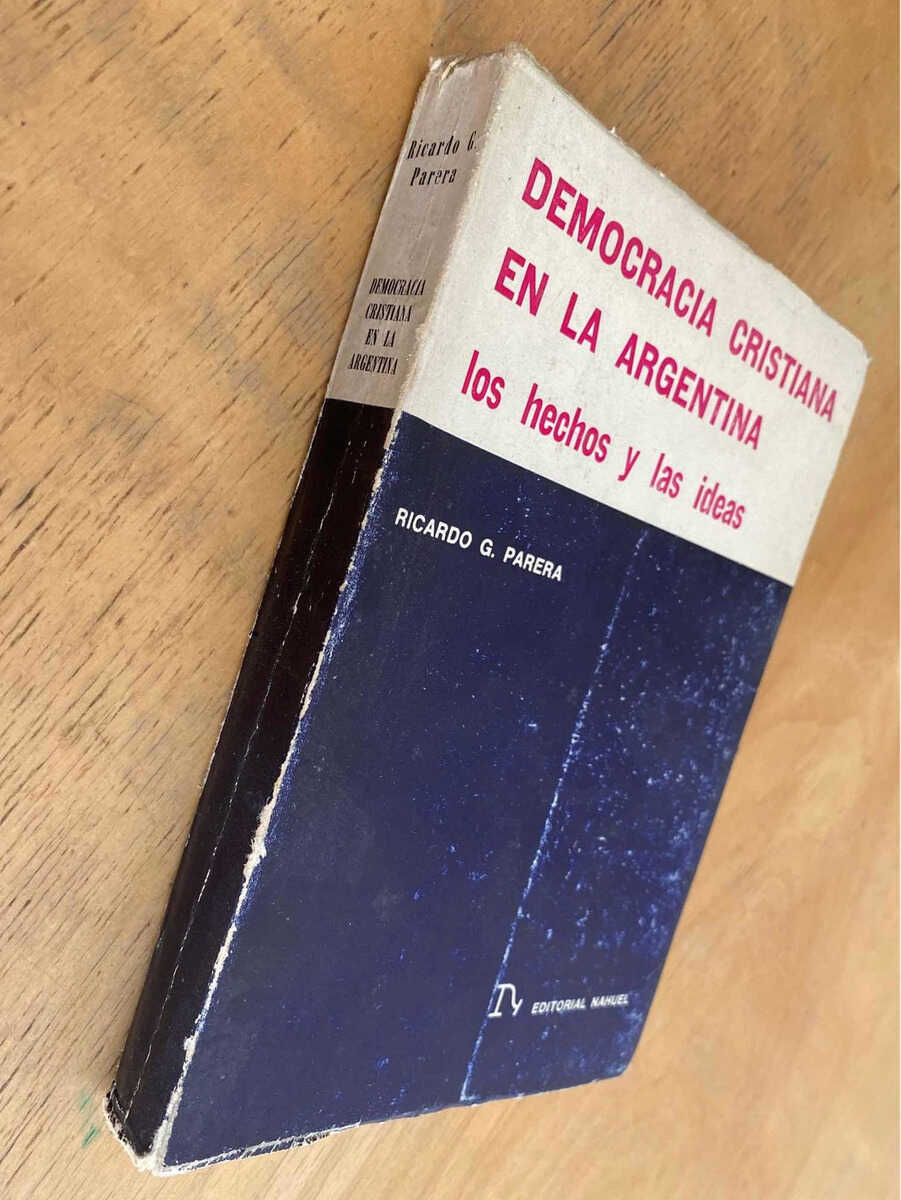 Ricardo G.
Parera
DEMOCRACIA
CRISTIANA
EN LA
ARGENTINA
DEMOCRACIA CRISTIANA
EN LA ARGENTINA
los hechos y las ideas
RICARDO G. PARERA
EDITORIAL NAHUEL